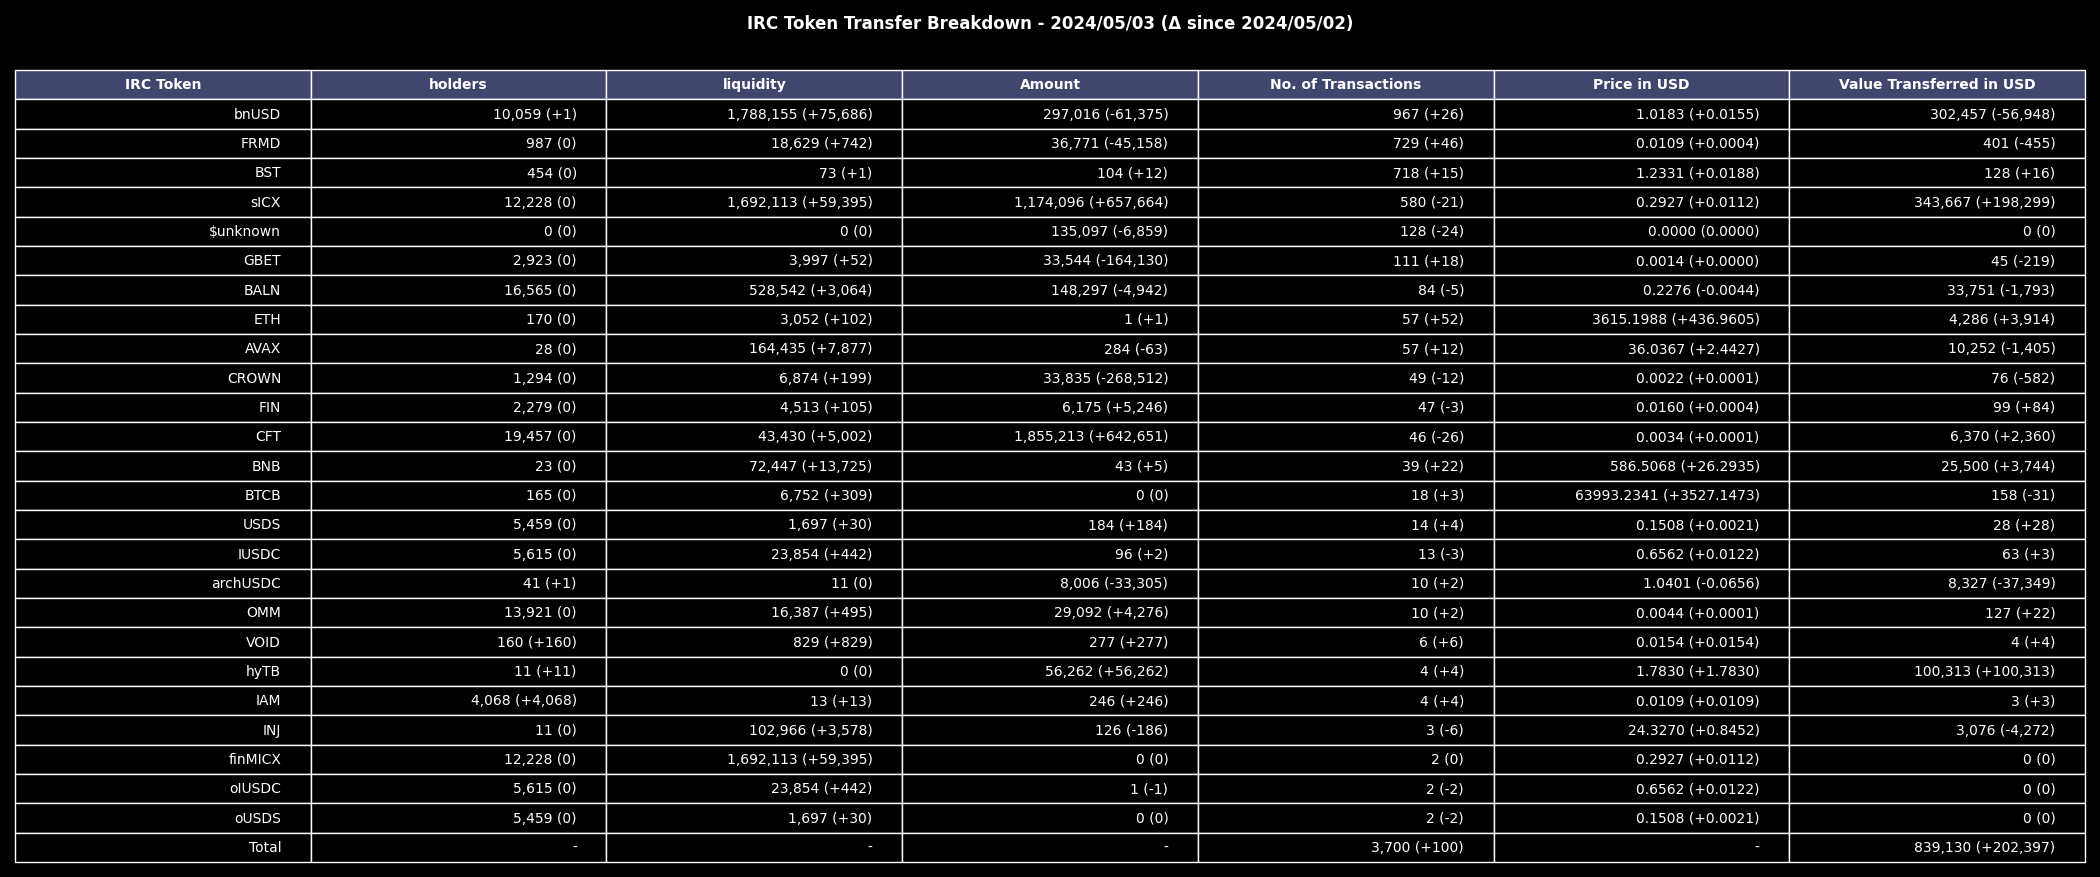 IRC Token Transfer Breakdown - 2024/05/03 (Δ since 2024/05/02)
IRC Token holders liquidity Amount No. of Transactions Price in USD Value Transferred in USD
bnUSD 10,059 (+1) 1,788,155 (+75,686) 297,016 (-61,375) 967 (+26) 1.0183 (+0.0155) 302,457 (-56,948)
FRMD 987 (0) 18,629 (+742) 36,771 (-45,158) 729 (+46) 0.0109 (+0.0004) 401 (-455)
BST 454 (0) 73 (+1) 104 (+12) 718 (+15) 1.2331 (+0.0188) 128 (+16)
sICX 12,228 (0) 1,692,113 (+59,395) 1,174,096 (+657,664) 580 (-21) 0.2927 (+0.0112) 343,667 (+198,299)
$unknown 0 (0) 0 (0) 135,097 (-6,859) 128 (-24) 0.0000 (0.0000) 0 (0)
GBET 2,923 (0) 3,997 (+52) 33,544 (-164,130) 111 (+18) 0.0014 (+0.0000) 45 (-219)
BALN 16,565 (0) 528,542 (+3,064) 148,297 (-4,942) 84 (-5) 0.2276 (-0.0044) 33,751 (-1,793)
ETH 170 (0) 3,052 (+102) 1 (+1) 57 (+52) 3615.1988 (+436.9605) 4,286 (+3,914)
AVAX 28 (0) 164,435 (+7,877) 284 (-63) 57 (+12) 36.0367 (+2.4427) 10,252 (-1,405)
CROWN 1,294 (0) 6,874 (+199) 33,835 (-268,512) 49 (-12) 0.0022 (+0.0001) 76 (-582)
FIN 2,279 (0) 4,513 (+105) 6,175 (+5,246) 47 (-3) 0.0160 (+0.0004) 99 (+84)
CFT 19,457 (0) 43,430 (+5,002) 1,855,213 (+642,651) 46 (-26) 0.0034 (+0.0001) 6,370 (+2,360)
BNB 23 (0) 72,447 (+13,725) 43 (+5) 39 (+22) 586.5068 (+26.2935) 25,500 (+3,744)
BTCB 165 (0) 6,752 (+309) 0 (0) 18 (+3) 63993.2341 (+3527.1473) 158 (-31)
USDS 5,459 (0) 1,697 (+30) 184 (+184) 14 (+4) 0.1508 (+0.0021) 28 (+28)
IUSDC 5,615 (0) 23,854 (+442) 96 (+2) 13 (-3) 0.6562 (+0.0122) 63 (+3)
archUSDC 41 (+1) 11 (0) 8,006 (-33,305) 10 (+2) 1.0401 (-0.0656) 8,327 (-37,349)
OMM 13,921 (0) 16,387 (+495) 29,092 (+4,276) 10 (+2) 0.0044 (+0.0001) 127 (+22)
VOID 160 (+160) 829 (+829) 277 (+277) 6 (+6) 0.0154 (+0.0154) 4 (+4)
hyTB 11 (+11) 0 (0) 56,262 (+56,262) 4 (+4) 1.7830 (+1.7830) 100,313 (+100,313)
IAM 4,068 (+4,068) 13 (+13) 246 (+246) 4 (+4) 0.0109 (+0.0109) 3 (+3)
INJ 11 (0) 102,966 (+3,578) 126 (-186) 3 (-6) 24.3270 (+0.8452) 3,076 (-4,272)
finMICX 12,228 (0) 1,692,113 (+59,395) 0 (0) 2 (0) 0.2927 (+0.0112) 0 (0)
oIUSDC 5,615 (0) 23,854 (+442) 1 (-1) 2 (-2) 0.6562 (+0.0122) 0 (0)
oUSDS 5,459 (0) 1,697 (+30) 0 (0) 2 (-2) 0.1508 (+0.0021) 0 (0)
Total - - - 3,700 (+100) - 839,130 (+202,397)